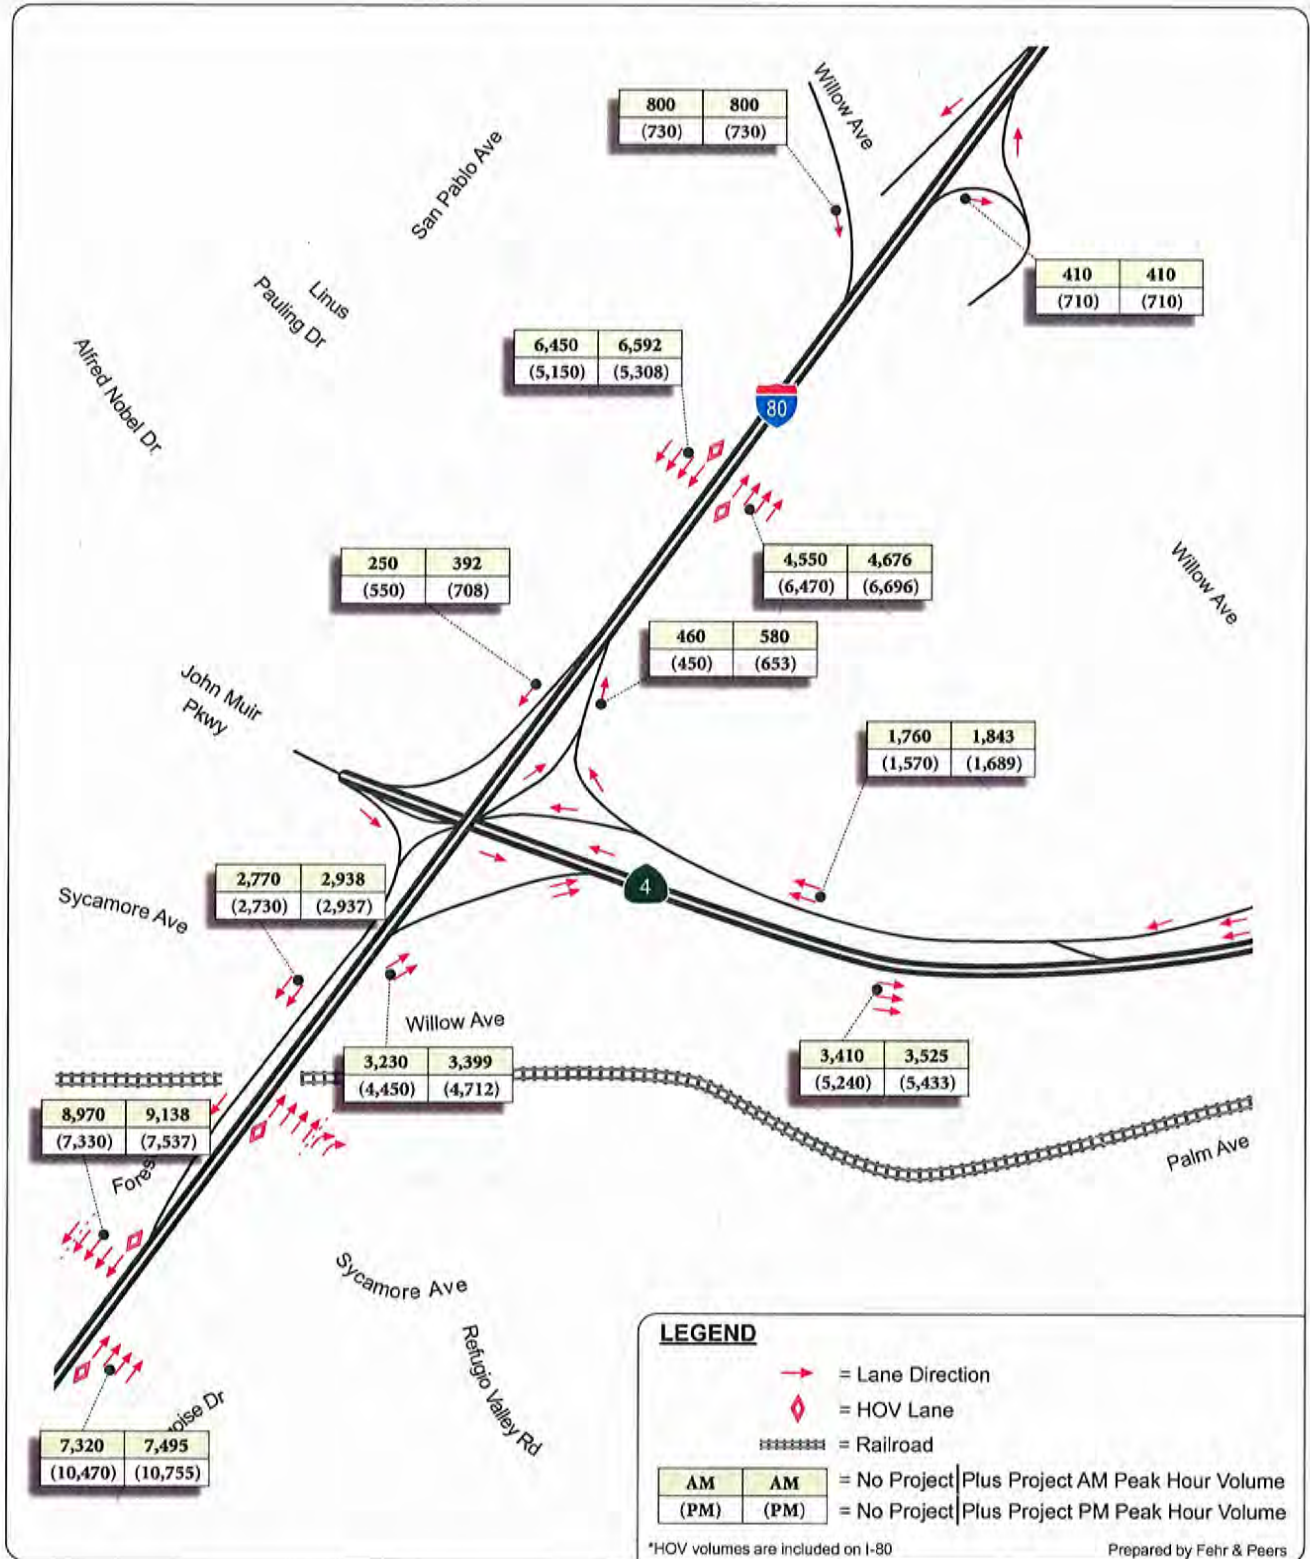 Willow Ave
800 800
(730) (730)
San Pablo Ave
410 410
(710) (710)
Linus
Pauling Dr
6,450 6,592
(5,150) (5,308)
Alfred Nobel Dr
80
4,550 4,676
(6,470) (6,696)
Willow Ave
250 392
(550) (708)
460 580
(450) (653)
John Muir
Pkwy
1,760 1,843
(1,570) (1,689)
2,770 2,938
(2,730) (2,937)
4
Sycamore Ave
Willow Ave
3,230 3,399
(4,450) (4,712)
3,410 3,525
(5,240) (5,433)
8,970 9,138
(7,330) (7,537)
Palm Ave
Sycamore Ave
Refugio Valley Rd
Dr
7,320 7,495
(10,470) (10,755)
LEGEND
= Lane Direction
= HOV Lane
= Railroad
AM AM = No Project|Plus Project AM Peak Hour Volume
(PM) (PM) = No Project|Plus Project PM Peak Hour Volume
*HOV volumes are included on I-80
Prepared by Fehr & Peers